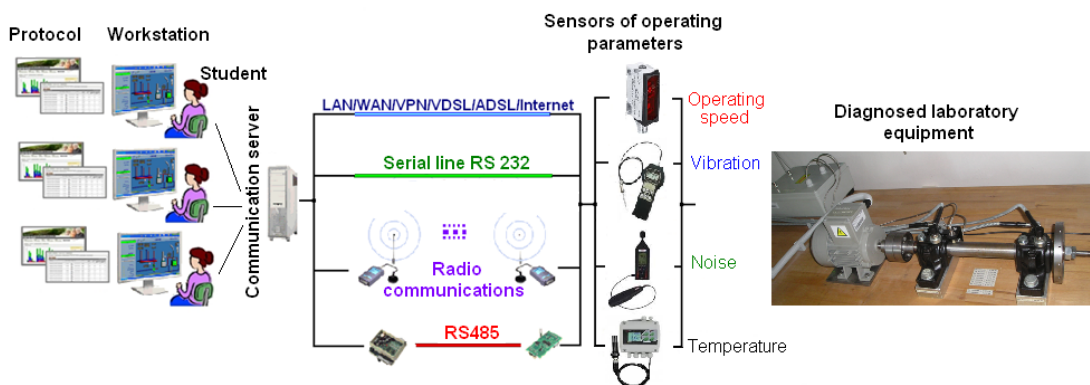 Protocol
Workstation
Student
Communication server
LAN/WAN/VPN/VDSL/ADSL/Internet
Serial line RS 232
Radio
communications
RS485
Sensors of operating
parameters
Operating
speed
Vibration
Noise
Temperature
Diagnosed laboratory
equipment